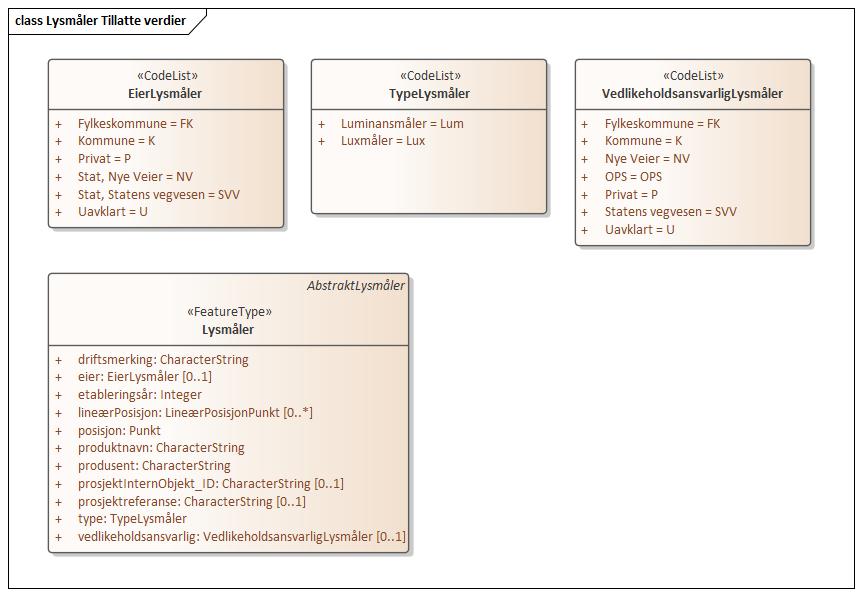 class Lysmåler Tillatte verdier
«CodeList»
EierLysmåler
+ Fylkeskommune = FK
+ Kommune = K
+ Privat = P
+ Stat, Nye Veier = NV
+ Stat, Statens vegvesen = SVV
+ Uavklart = U
«CodeList»
TypeLysmåler
+ Luminansmåler = Lum
+ Luxmåler = Lux
«CodeList»
VedlikeholdsansvarligLysmåler
+ Fylkeskommune = FK
+ Kommune = K
+ Nye Veier = NV
+ OPS = OPS
+ Privat = P
+ Statens vegvesen = SVV
+ Uavklart = U
AbstraktLysmåler
«FeatureType»
Lysmåler
+ driftsmerking: CharacterString
+ eier: EierLysmåler [0..1]
+ etableringsår: Integer
+ lineærPosisjon: LineærPosisjonPunkt [0..*]
+ posisjon: Punkt
+ produktnavn: CharacterString
+ produsent: CharacterString
+ prosjektInternObjekt_ID: CharacterString [0..1]
+ prosjektreferanse: CharacterString [0..1]
+ type: TypeLysmåler
+ vedlikeholdsansvarlig: VedlikeholdsansvarligLysmåler [0..1]